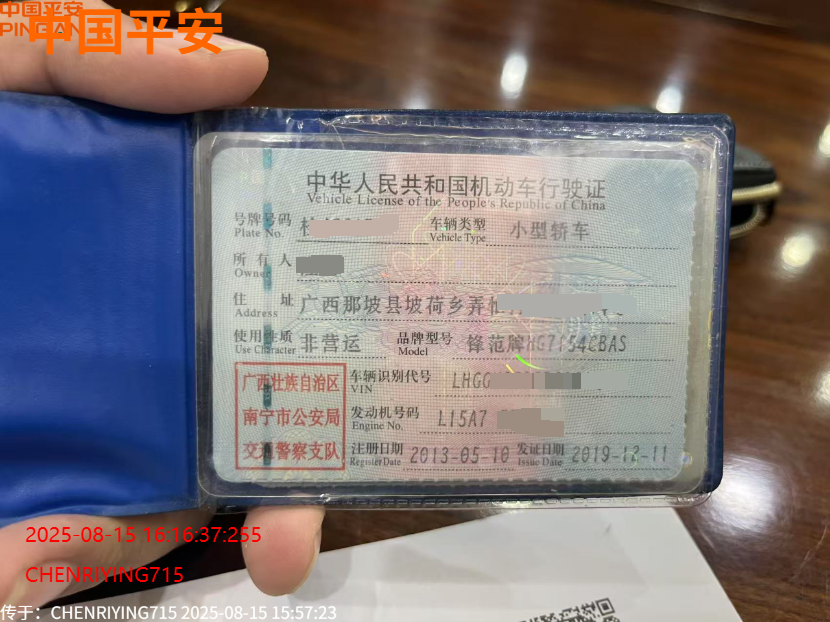 中国平安
PINGAN
中国平安
中华人民共和国机动车行驶证
Vehicle License of the People's Republic of China
号牌号码 车辆类型 小型轿车
Plate No. Vehicle Type
所有人
Owner
住址 广西那坡县坡荷乡弄
Address
使用性质 非营运 品牌型号 锋范牌HG7154CBAS
Use Character Model
广西壮族自治区
南宁市公安局
交通警察支队
车辆识别代号 LHGG
VIN
发动机号码 L15A7
Engine No.
注册日期 2013-05-10 发证日期 2019-12-11
Register Date Issue Date
2025-08-15 16:16:37:255
CHENRIYING715
传于：CHENRIYING715 2025-08-15 15:57:23